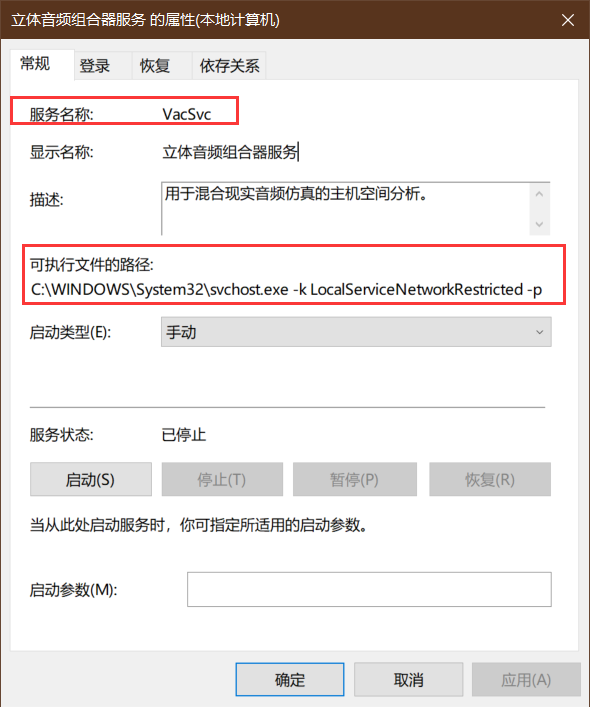 立体音频组合器服务 的属性(本地计算机)
常规 登录 恢复 依存关系
服务名称: VacSvc
显示名称: 立体音频组合器服务
描述: 用于混合现实音频仿真的主机空间分析。
可执行文件的路径:
C:\WINDOWS\System32\svchost.exe -k LocalServiceNetworkRestricted -p
启动类型(E): 手动
服务状态: 已停止
启动(S) 停止(T) 暂停(P) 恢复(R)
当从此处启动服务时，你可指定所适用的启动参数。
启动参数(M):
确定 取消 应用(A)